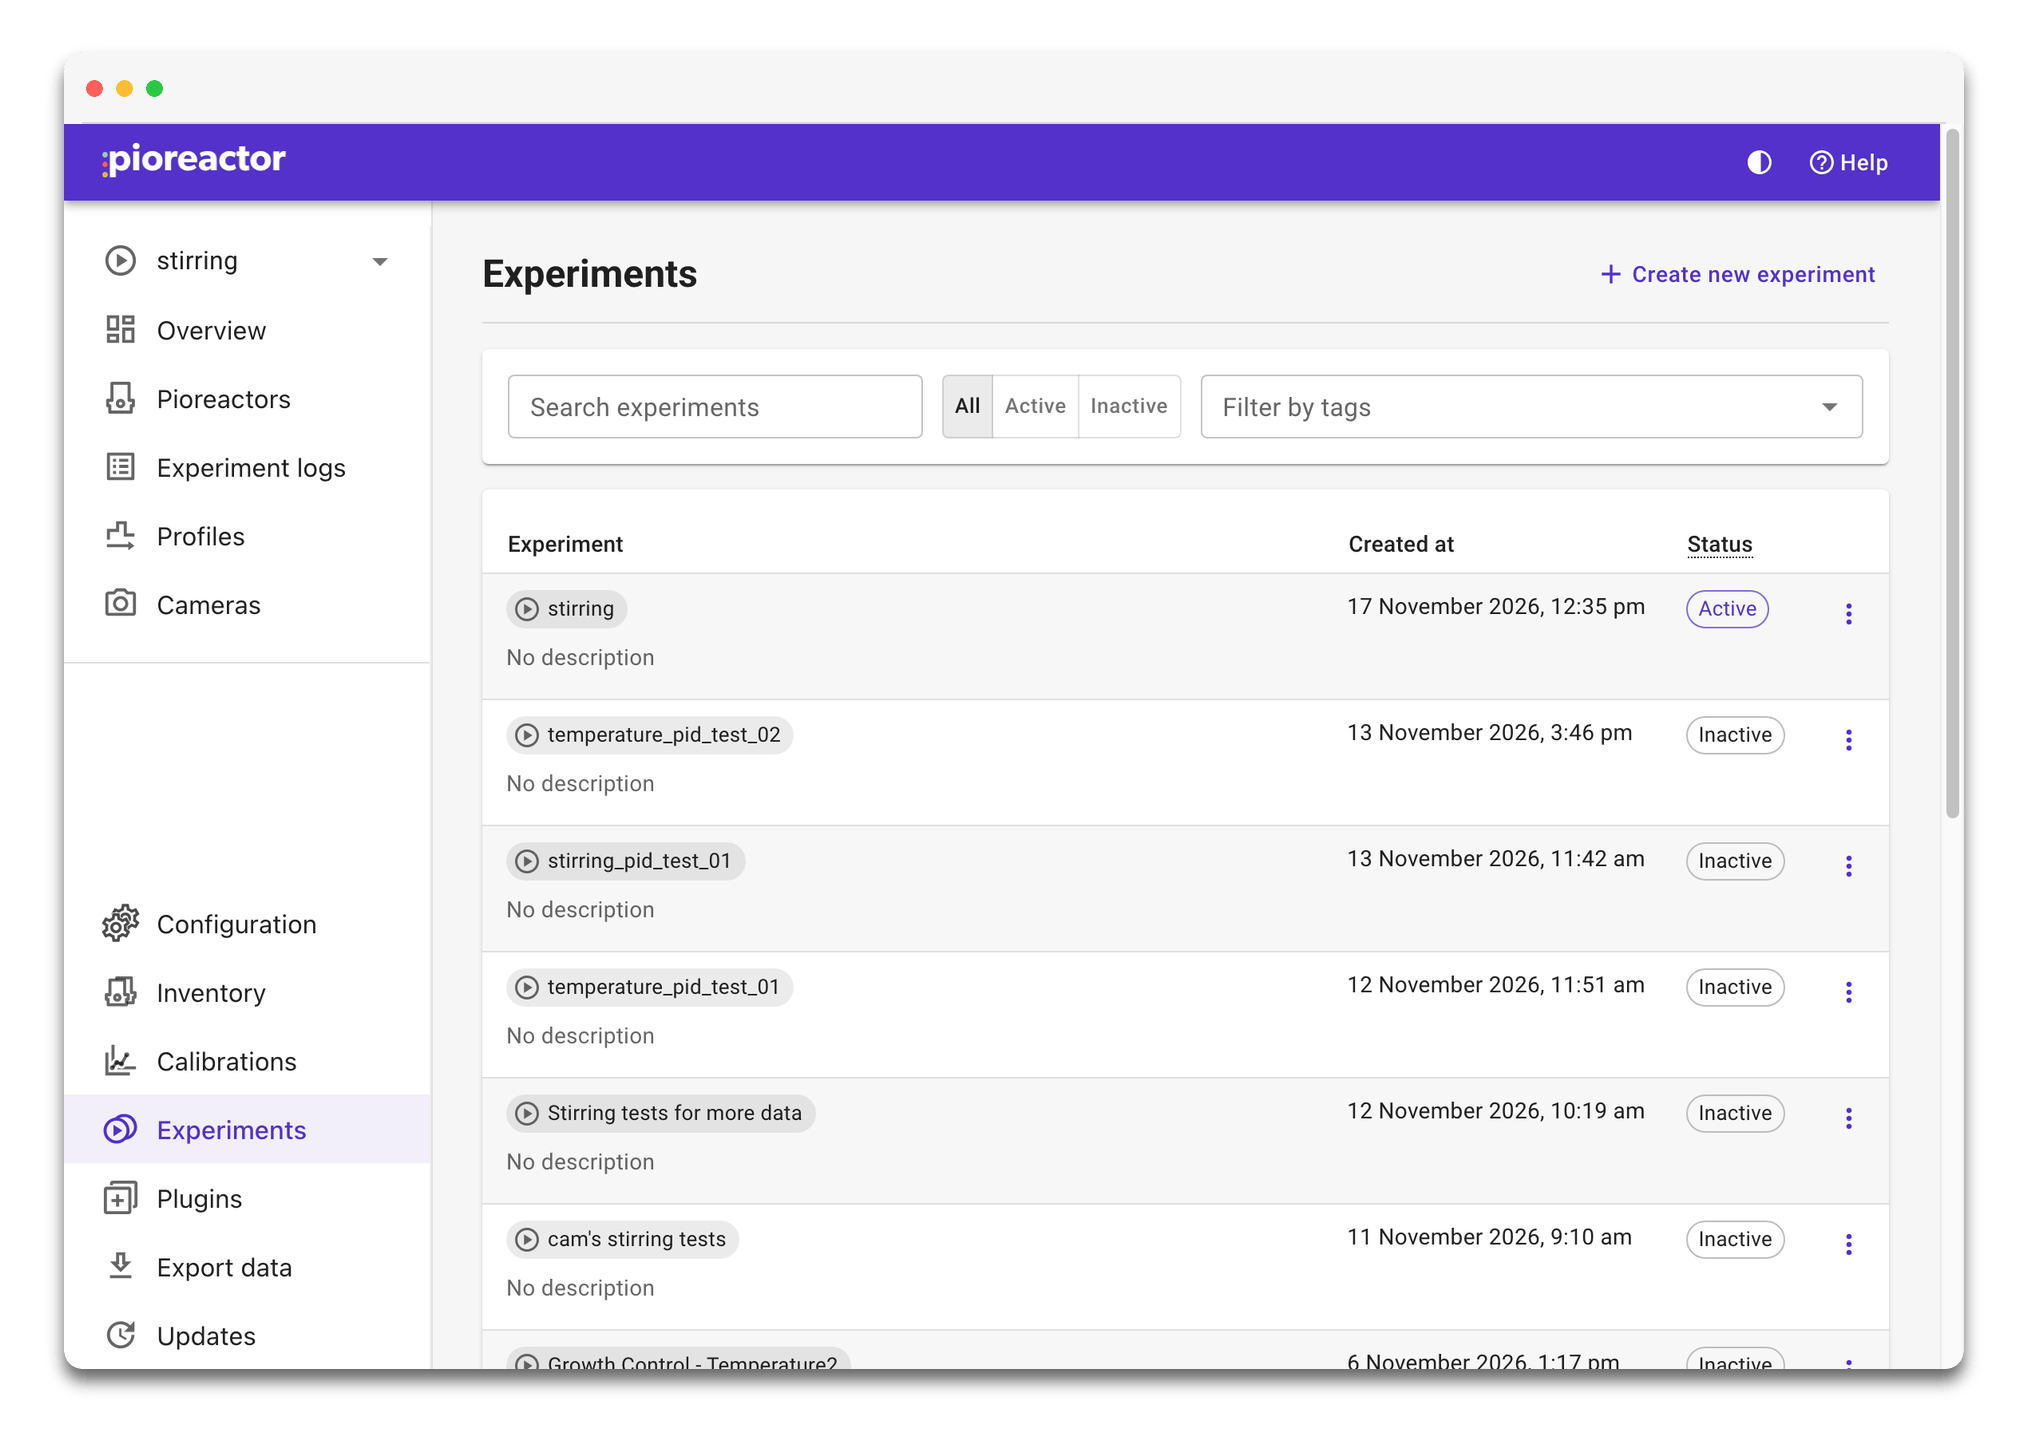 pioreactor
Help
stirring
Overview
Pioreactors
Experiment logs
Profiles
Cameras
Configuration
Inventory
Calibrations
Experiments
Plugins
Export data
Updates
Experiments
Create new experiment
Search experiments
All Active Inactive
Filter by tags
Experiment Created at Status
stirring 17 November 2026, 12:35 pm Active
No description
temperature_pid_test_02 13 November 2026, 3:46 pm Inactive
No description
stirring_pid_test_01 13 November 2026, 11:42 am Inactive
No description
temperature_pid_test_01 12 November 2026, 11:51 am Inactive
No description
Stirring tests for more data 12 November 2026, 10:19 am Inactive
No description
cam's stirring tests 11 November 2026, 9:10 am Inactive
No description
Growth Control - Temperature2 6 November 2026, 1:17 pm Inactive